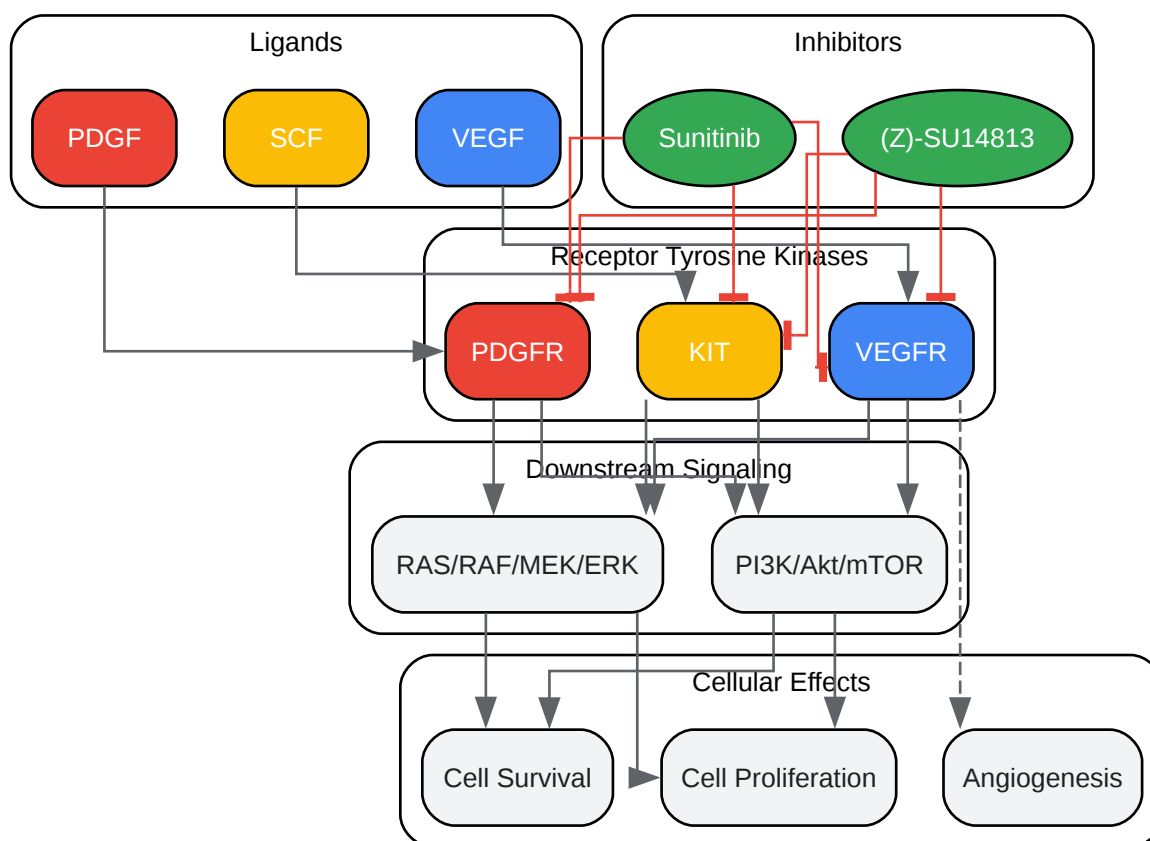 Ligands
Inhibitors
PDGF
SCF
VEGF
Sunitinib
(Z)-SU14813
Receptor Tyrosine Kinases
PDGFR
KIT
VEGFR
Downstream Signaling
RAS/RAF/MEK/ERK
PI3K/Akt/mTOR
Cellular Effects
Cell Survival
Cell Proliferation
Angiogenesis